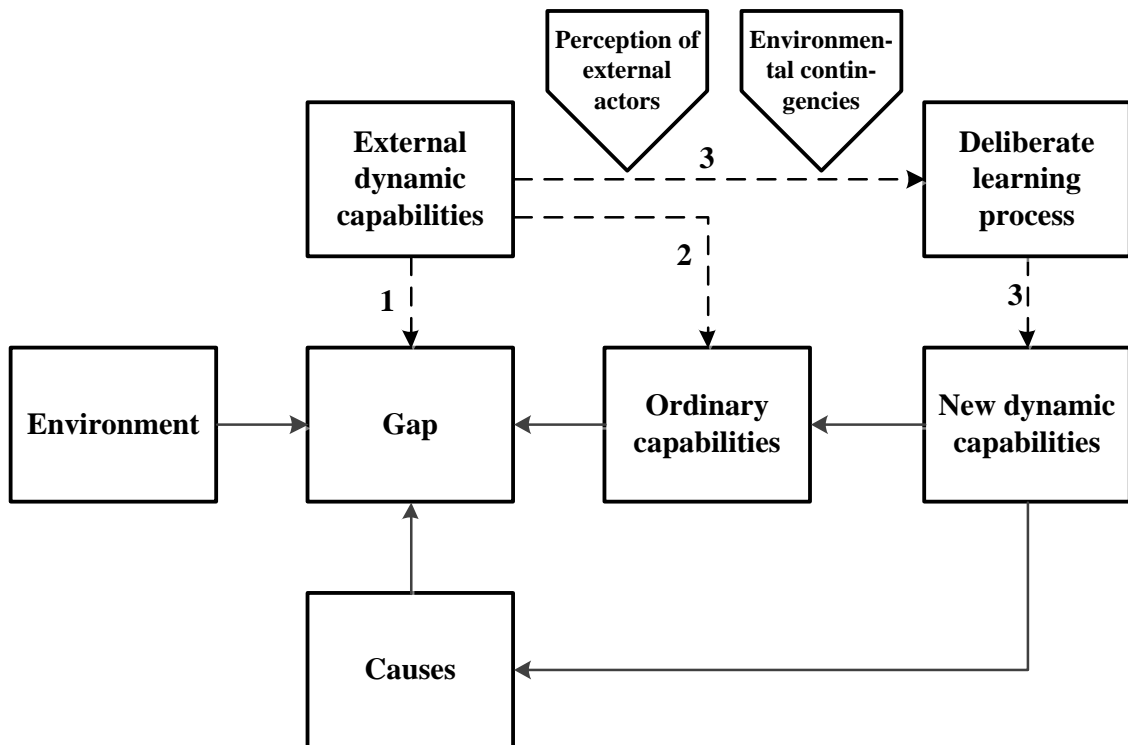 Perception of
external
actors
Environmen-
tal contin-
gencies
External
dynamic
capabilities
3
Deliberate
learning
process
2
1
3
Environment
Gap
Ordinary
capabilities
New dynamic
capabilities
Causes